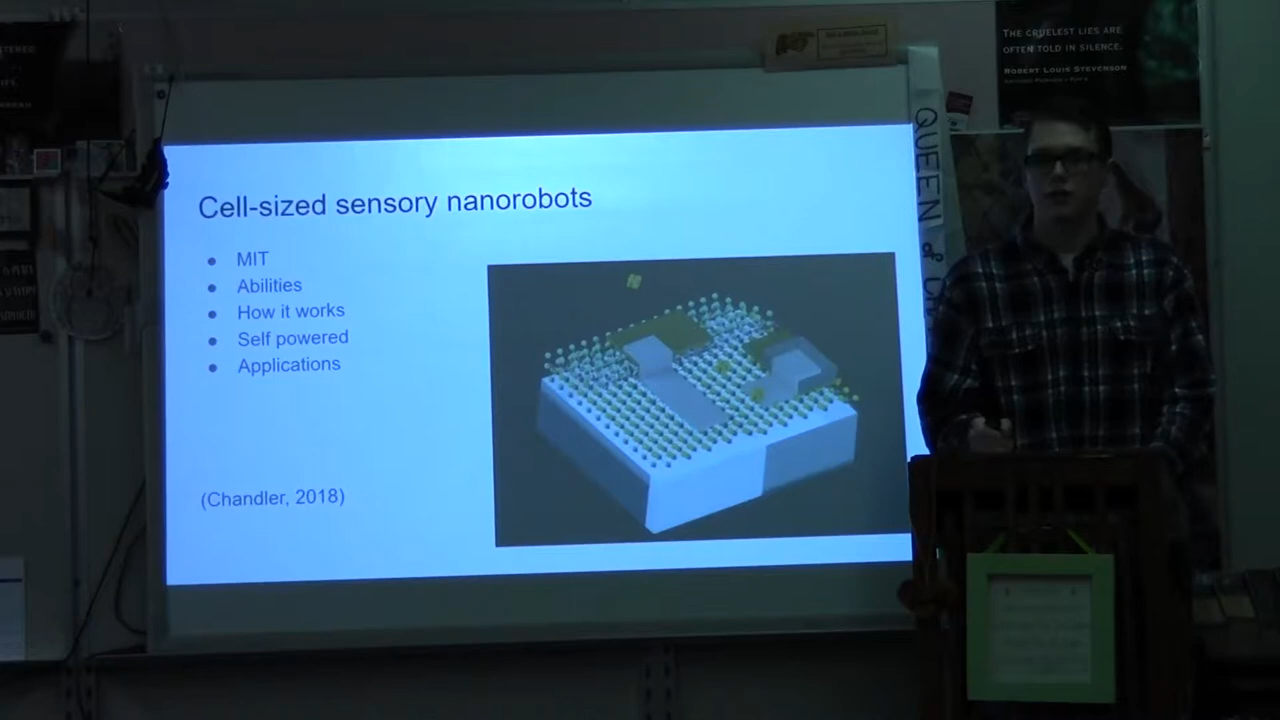 Cell-sized sensory nanorobots
● MIT
● Abilities
● How it works
● Self powered
● Applications
(Chandler, 2018)
THE CRUELEST LIES ARE
OFTEN TOLD IN SILENCE.
ROBERT LOUIS STEVENSON
QUEEN of